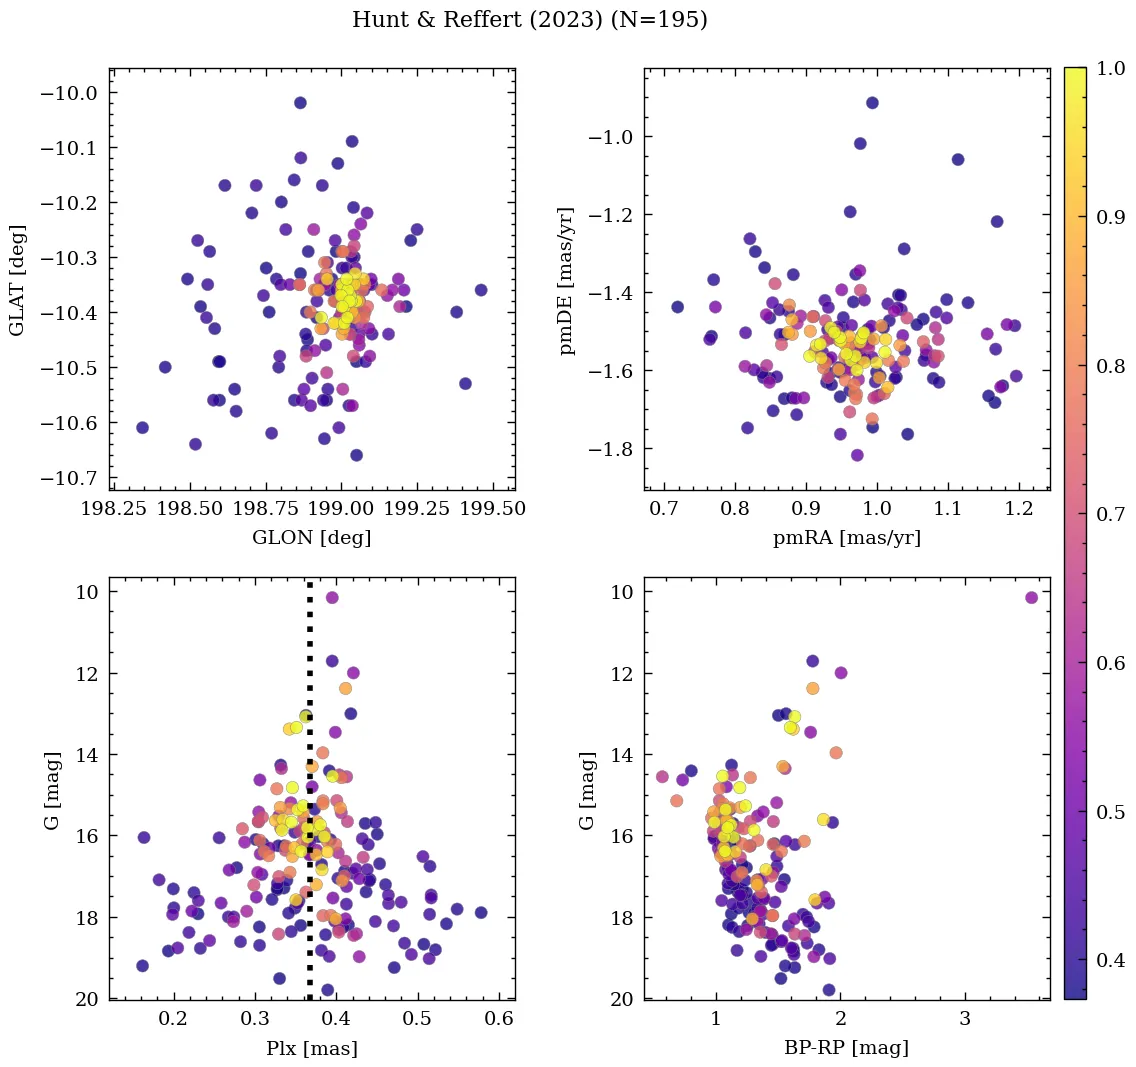 Hunt & Reffert (2023) (N=195)
−10.0
−10.1
−10.2
−10.3
−10.4
−10.5
−10.6
−10.7
GLAT [deg]
198.25 198.50 198.75 199.00 199.25 199.50
GLON [deg]
−1.0
−1.2
−1.4
−1.6
−1.8
pmDE [mas/yr]
0.7 0.8 0.9 1.0 1.1 1.2
pmRA [mas/yr]
10
12
14
16
18
20
G [mag]
0.2 0.3 0.4 0.5 0.6
Plx [mas]
10
12
14
16
18
20
G [mag]
1 2 3
BP-RP [mag]
1.0
0.9
0.8
0.7
0.6
0.5
0.4